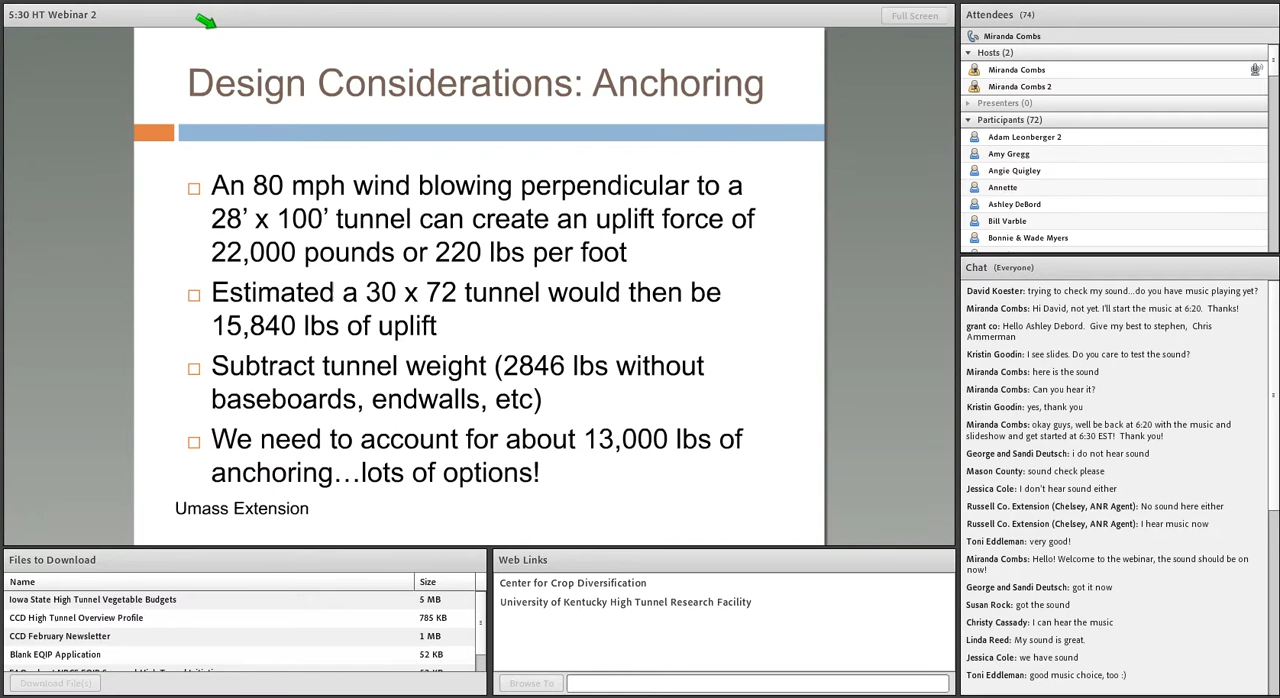 5:30 HT Webinar 2
Full Screen
Design Considerations: Anchoring
An 80 mph wind blowing perpendicular to a
28’ x 100’ tunnel can create an uplift force of
22,000 pounds or 220 lbs per foot
Estimated a 30 x 72 tunnel would then be
15,840 lbs of uplift
Subtract tunnel weight (2846 lbs without
baseboards, endwalls, etc)
We need to account for about 13,000 lbs of
anchoring…lots of options!
Umass Extension
Files to Download
Name Size
Iowa State High Tunnel Vegetable Budgets 5 MB
CCD High Tunnel Overview Profile 785 KB
CCD February Newsletter 1 MB
Blank EQIP Application 52 KB
Download File(s)
Web Links
Center for Crop Diversification
University of Kentucky High Tunnel Research Facility
Browse To
Attendees (74)
Miranda Combs
Hosts (2)
Miranda Combs
Miranda Combs 2
Presenters (0)
Participants (72)
Adam Leonberger 2
Amy Gregg
Angie Quigley
Annette
Ashley DeBord
Bill Varble
Bonnie & Wade Myers
Chat (Everyone)
David Koester: trying to check my sound...do you have music playing yet?
Miranda Combs: Hi David, not yet. I'll start the music at 6:20. Thanks!
grant co: Hello Ashley Debord. Give my best to stephen, Chris
Ammerman
Kristin Goodin: I see slides. Do you care to test the sound?
Miranda Combs: here is the sound
Miranda Combs: Can you hear it?
Kristin Goodin: yes, thank you
Miranda Combs: okay guys, well be back at 6:20 with the music and
slideshow and get started at 6:30 EST! Thank you!
George and Sandi Deutsch: i do not hear sound
Mason County: sound check please
Jessica Cole: I don't hear sound either
Russell Co. Extension (Chelsey, ANR Agent): No sound here either
Russell Co. Extension (Chelsey, ANR Agent): I hear music now
Toni Eddleman: very good!
Miranda Combs: Hello! Welcome to the webinar, the sound should be on
now!
George and Sandi Deutsch: got it now
Susan Rock: got the sound
Christy Cassady: I can hear the music
Linda Reed: My sound is great.
Jessica Cole: we have sound
Toni Eddleman: good music choice, too :)